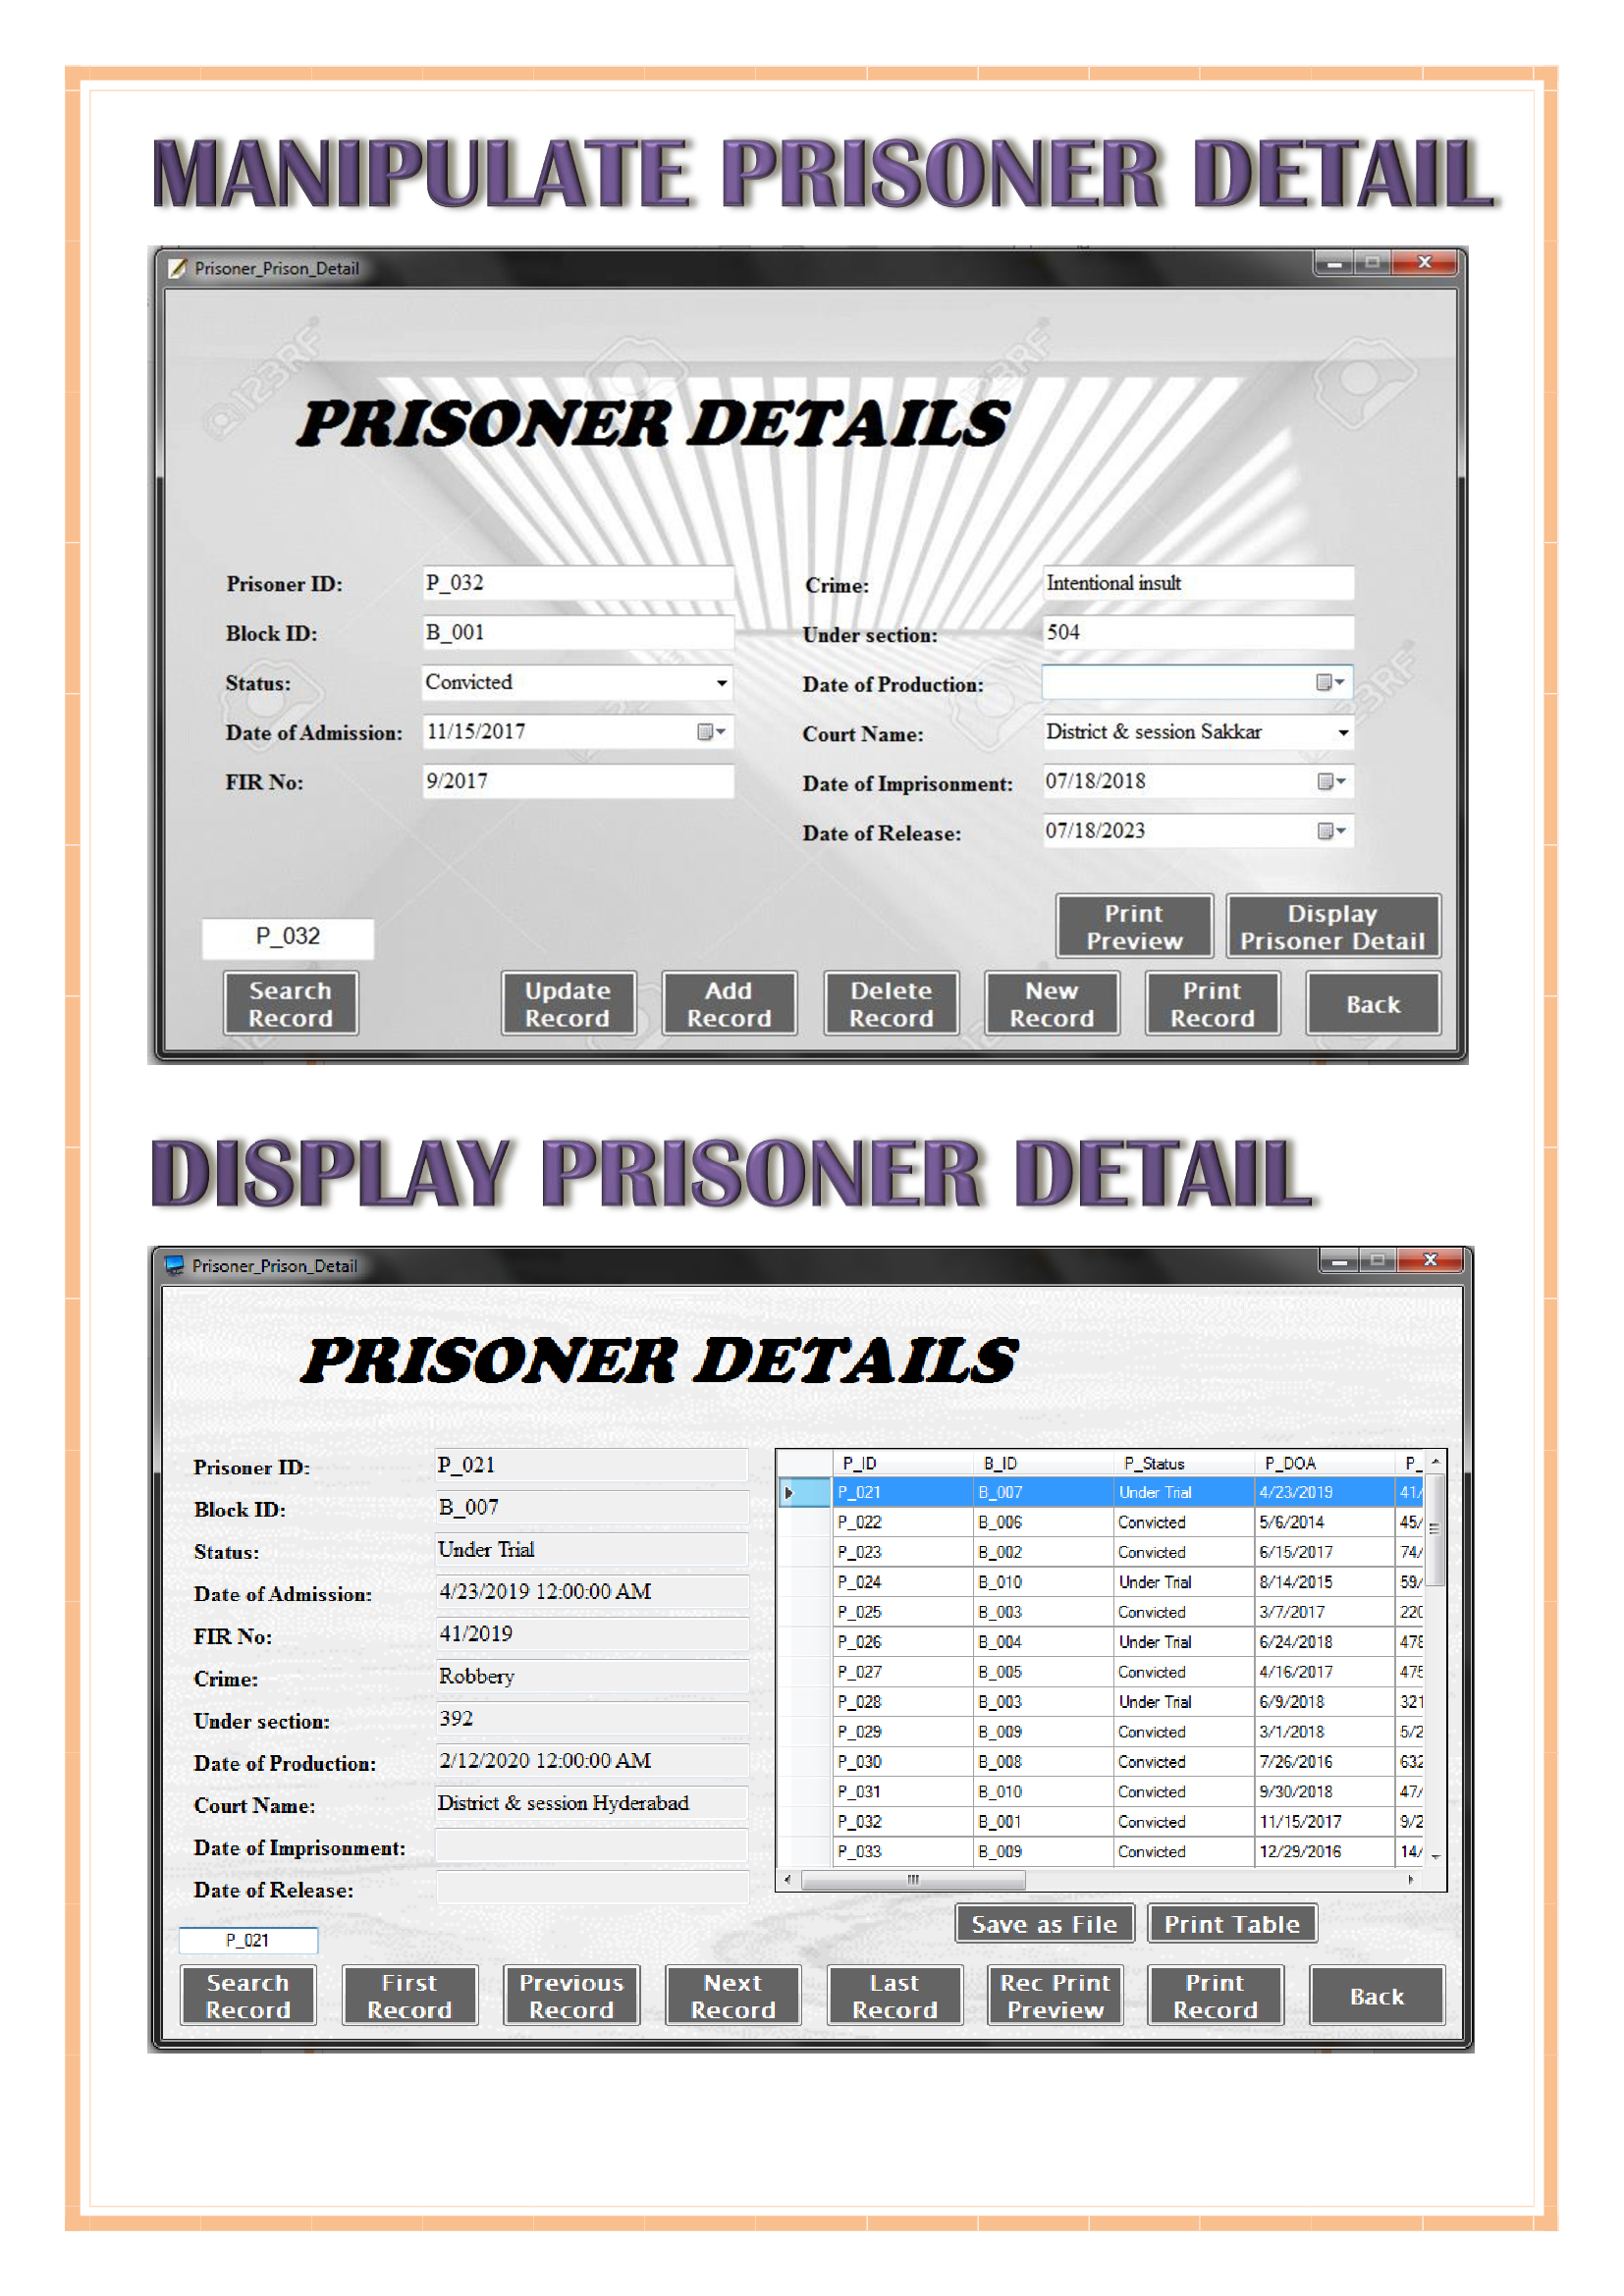 MANIPULATE PRISONER DETAIL
Prisoner_Prison_Detail
PRISONER DETAILS
Prisoner ID: P_032 Crime: Intentional insult
Block ID: B_001 Under section: 504
Status: Convicted Date of Production:
Date of Admission: 11/15/2017 Court Name: District & session Sakkar
FIR No: 9/2017 Date of Imprisonment: 07/18/2018
Date of Release: 07/18/2023
P_032
Print Preview
Display Prisoner Detail
Search Record
Update Record
Add Record
Delete Record
New Record
Print Record
Back
123RF
123RF
DISPLAY PRISONER DETAIL
Prisoner_Prison_Detail
PRISONER DETAILS
Prisoner ID: P_021
Block ID: B_007
Status: Under Trial
Date of Admission: 4/23/2019 12:00:00 AM
FIR No: 41/2019
Crime: Robbery
Under section: 392
Date of Production: 2/12/2020 12:00:00 AM
Court Name: District & session Hyderabad
Date of Imprisonment:
Date of Release:
P_ID B_ID P_Status P_DOA P_
P_021 B_007 Under Trial 4/23/2019 41/
P_022 B_006 Convicted 5/6/2014 45/
P_023 B_002 Convicted 6/15/2017 74/
P_024 B_010 Under Trial 8/14/2015 59/
P_025 B_003 Convicted 3/7/2017 220
P_026 B_004 Under Trial 6/24/2018 478
P_027 B_005 Convicted 4/16/2017 475
P_028 B_003 Under Trial 6/9/2018 321
P_029 B_009 Convicted 3/1/2018 5/2
P_030 B_008 Convicted 7/26/2016 632
P_031 B_010 Convicted 9/30/2018 47/
P_032 B_001 Convicted 11/15/2017 9/2
P_033 B_009 Convicted 12/29/2016 14/
Save as File
Print Table
P_021
Search Record
First Record
Previous Record
Next Record
Last Record
Rec Print Preview
Print Record
Back